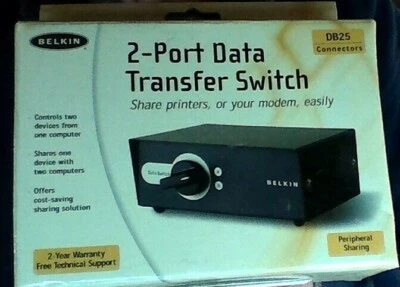 BELKIN
2-Port Data
Transfer Switch
Share printers, or your modem, easily
DB25
Connectors
Controls two
devices from
one computer
Shares one
device with
two computers
Offers
cost-saving
sharing solution
2-Year Warranty
Free Technical Support
Data Switch
A
B
BELKIN
Peripheral
Sharing